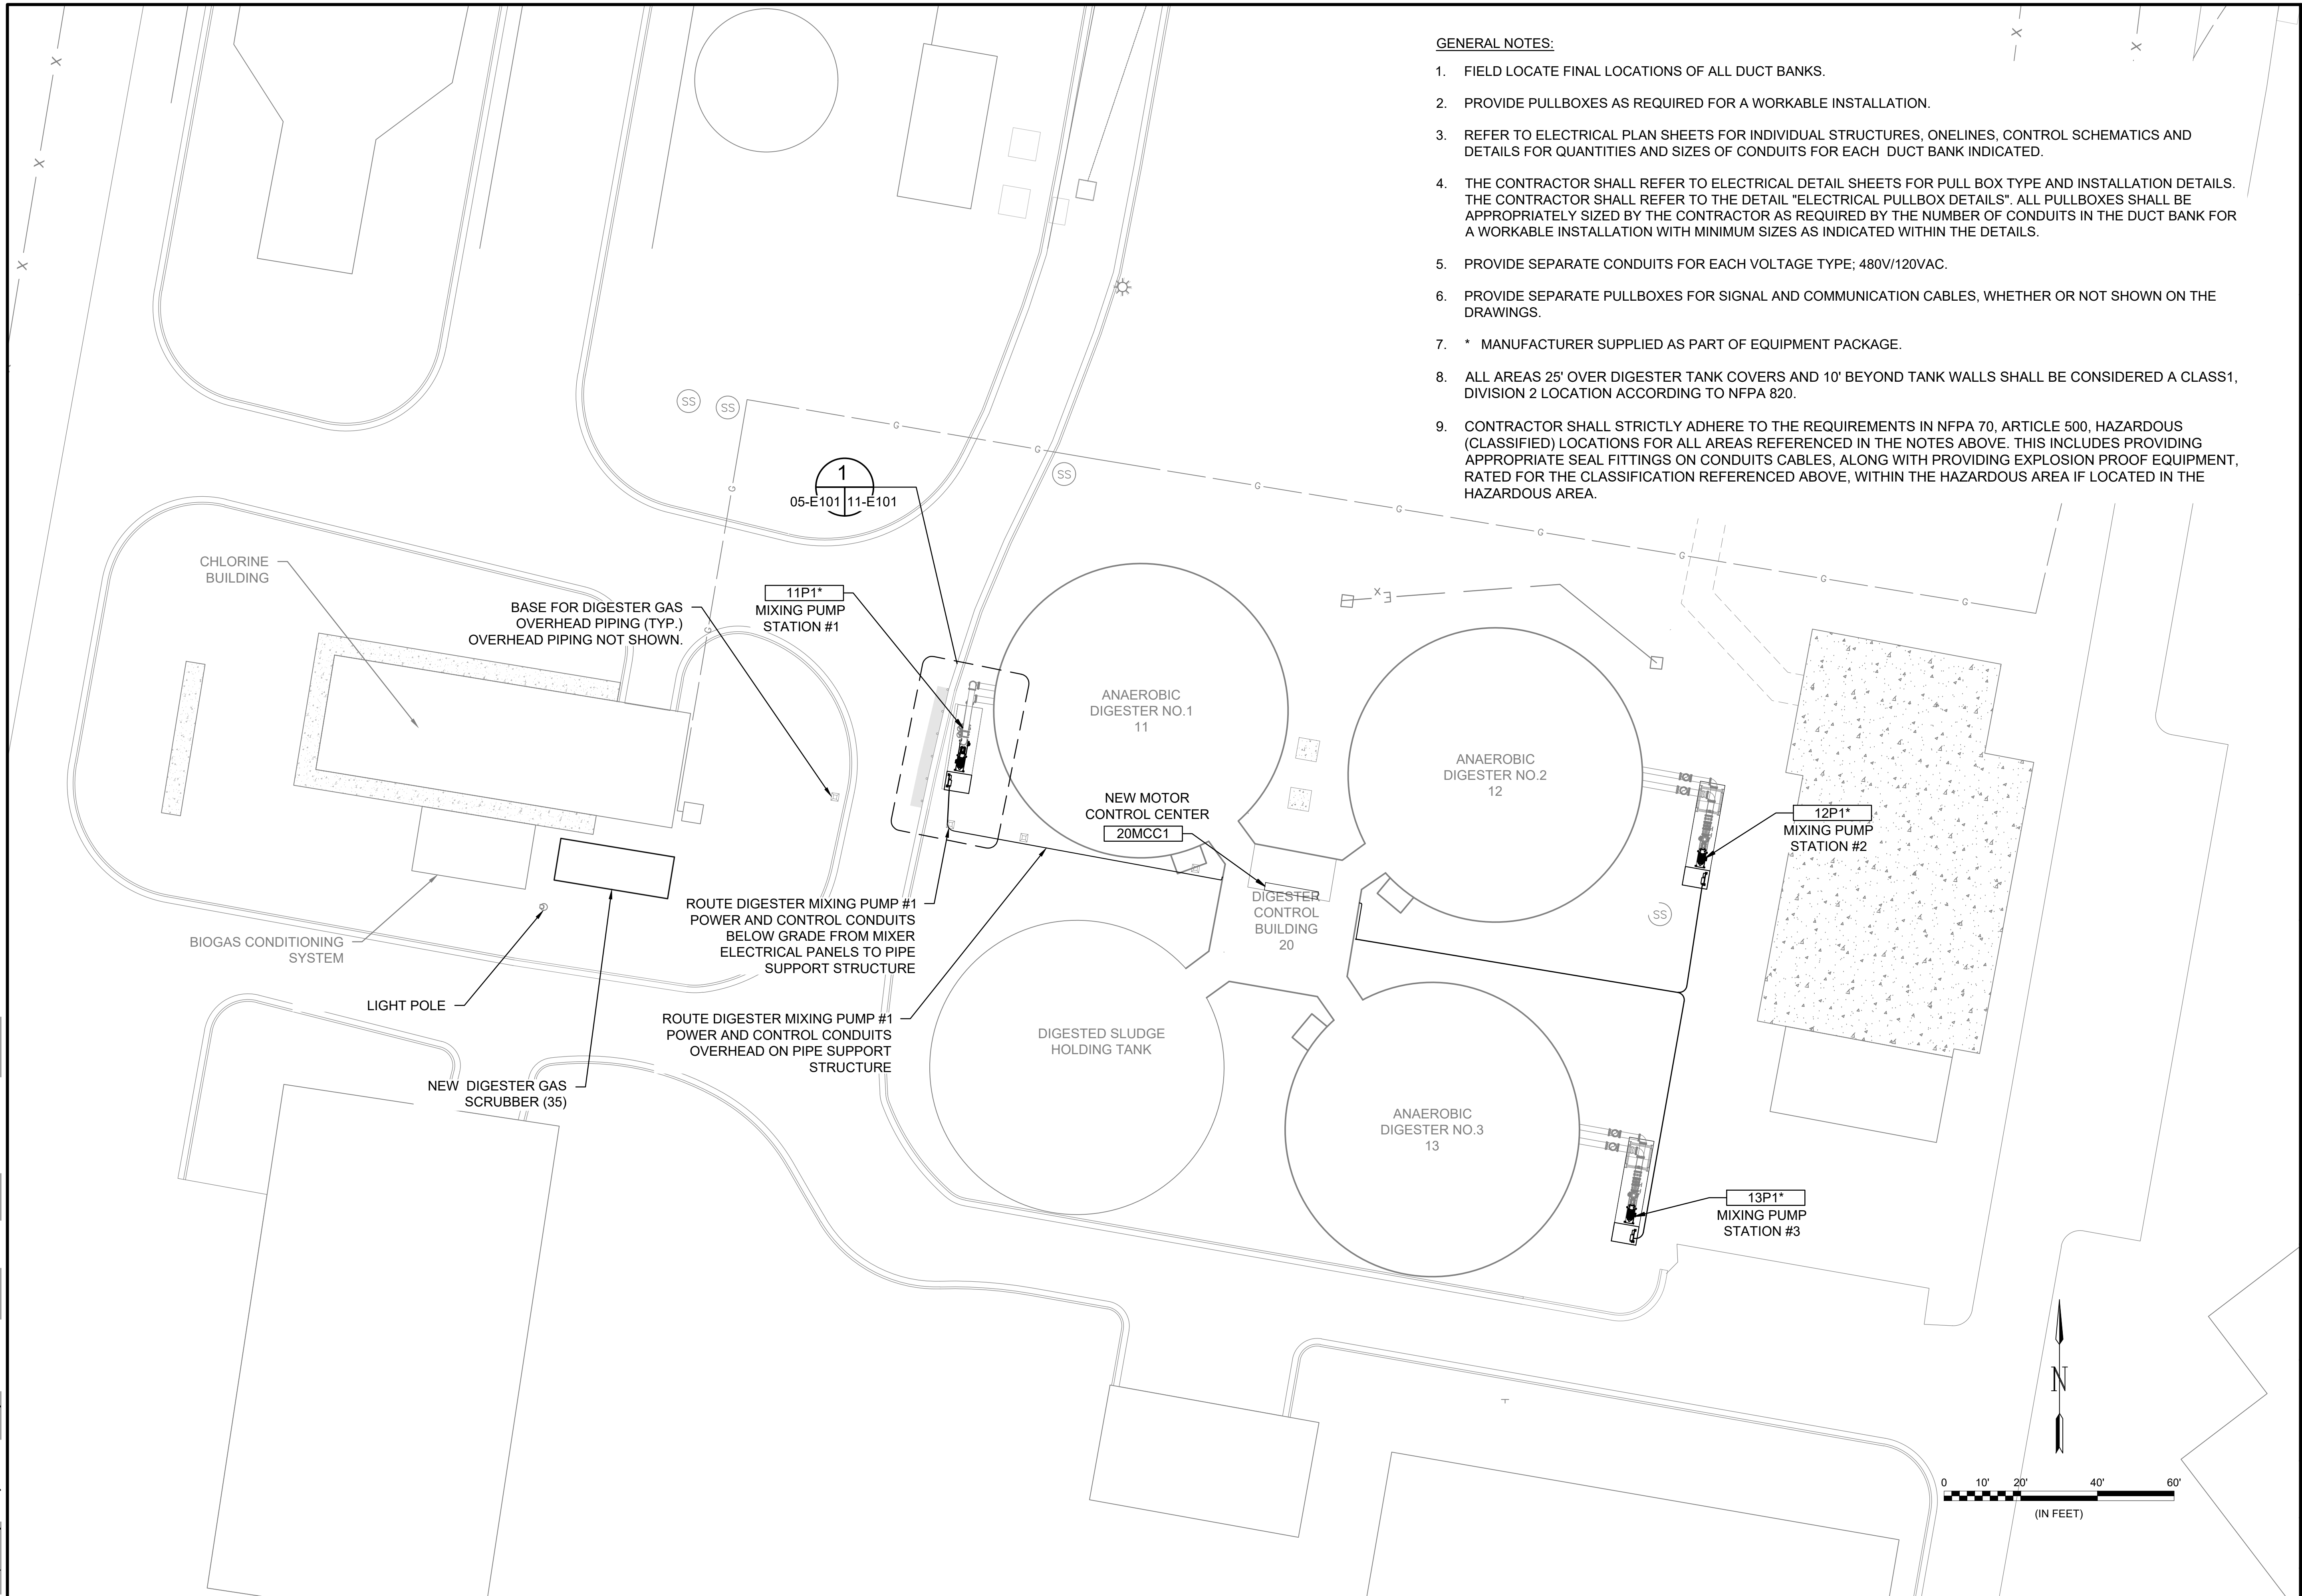 GENERAL NOTES:
1. FIELD LOCATE FINAL LOCATIONS OF ALL DUCT BANKS.
2. PROVIDE PULLBOXES AS REQUIRED FOR A WORKABLE INSTALLATION.
3. REFER TO ELECTRICAL PLAN SHEETS FOR INDIVIDUAL STRUCTURES, ONELINES, CONTROL SCHEMATICS AND
DETAILS FOR QUANTITIES AND SIZES OF CONDUITS FOR EACH DUCT BANK INDICATED.
4. THE CONTRACTOR SHALL REFER TO ELECTRICAL DETAIL SHEETS FOR PULL BOX TYPE AND INSTALLATION DETAILS.
THE CONTRACTOR SHALL REFER TO THE DETAIL "ELECTRICAL PULLBOX DETAILS". ALL PULLBOXES SHALL BE
APPROPRIATELY SIZED BY THE CONTRACTOR AS REQUIRED BY THE NUMBER OF CONDUITS IN THE DUCT BANK FOR
A WORKABLE INSTALLATION WITH MINIMUM SIZES AS INDICATED WITHIN THE DETAILS.
5. PROVIDE SEPARATE CONDUITS FOR EACH VOLTAGE TYPE; 480V/120VAC.
6. PROVIDE SEPARATE PULLBOXES FOR SIGNAL AND COMMUNICATION CABLES, WHETHER OR NOT SHOWN ON THE
DRAWINGS.
7. * MANUFACTURER SUPPLIED AS PART OF EQUIPMENT PACKAGE.
8. ALL AREAS 25' OVER DIGESTER TANK COVERS AND 10' BEYOND TANK WALLS SHALL BE CONSIDERED A CLASS1,
DIVISION 2 LOCATION ACCORDING TO NFPA 820.
9. CONTRACTOR SHALL STRICTLY ADHERE TO THE REQUIREMENTS IN NFPA 70, ARTICLE 500, HAZARDOUS
(CLASSIFIED) LOCATIONS FOR ALL AREAS REFERENCED IN THE NOTES ABOVE. THIS INCLUDES PROVIDING
APPROPRIATE SEAL FITTINGS ON CONDUITS CABLES, ALONG WITH PROVIDING EXPLOSION PROOF EQUIPMENT,
RATED FOR THE CLASSIFICATION REFERENCED ABOVE, WITHIN THE HAZARDOUS AREA IF LOCATED IN THE
HAZARDOUS AREA.
X
X
X
X
X
SS
SS
SS
G
G
G
G
G
G
G
G
G
G
1
05-E101 11-E101
CHLORINE
BUILDING
BASE FOR DIGESTER GAS
OVERHEAD PIPING (TYP.)
OVERHEAD PIPING NOT SHOWN.
11P1*
MIXING PUMP
STATION #1
EX
ANAEROBIC
DIGESTER NO.1
11
ANAEROBIC
DIGESTER NO.2
12
NEW MOTOR
CONTROL CENTER
20MCC1
12P1*
MIXING PUMP
STATION #2
DIGESTER
CONTROL
BUILDING
20
SS
ROUTE DIGESTER MIXING PUMP #1
POWER AND CONTROL CONDUITS
BELOW GRADE FROM MIXER
ELECTRICAL PANELS TO PIPE
SUPPORT STRUCTURE
BIOGAS CONDITIONING
SYSTEM
LIGHT POLE
ROUTE DIGESTER MIXING PUMP #1
POWER AND CONTROL CONDUITS
OVERHEAD ON PIPE SUPPORT
STRUCTURE
DIGESTED SLUDGE
HOLDING TANK
NEW DIGESTER GAS
SCRUBBER (35)
ANAEROBIC
DIGESTER NO.3
13
13P1*
MIXING PUMP
STATION #3
N
0 10' 20' 40' 60'
(IN FEET)